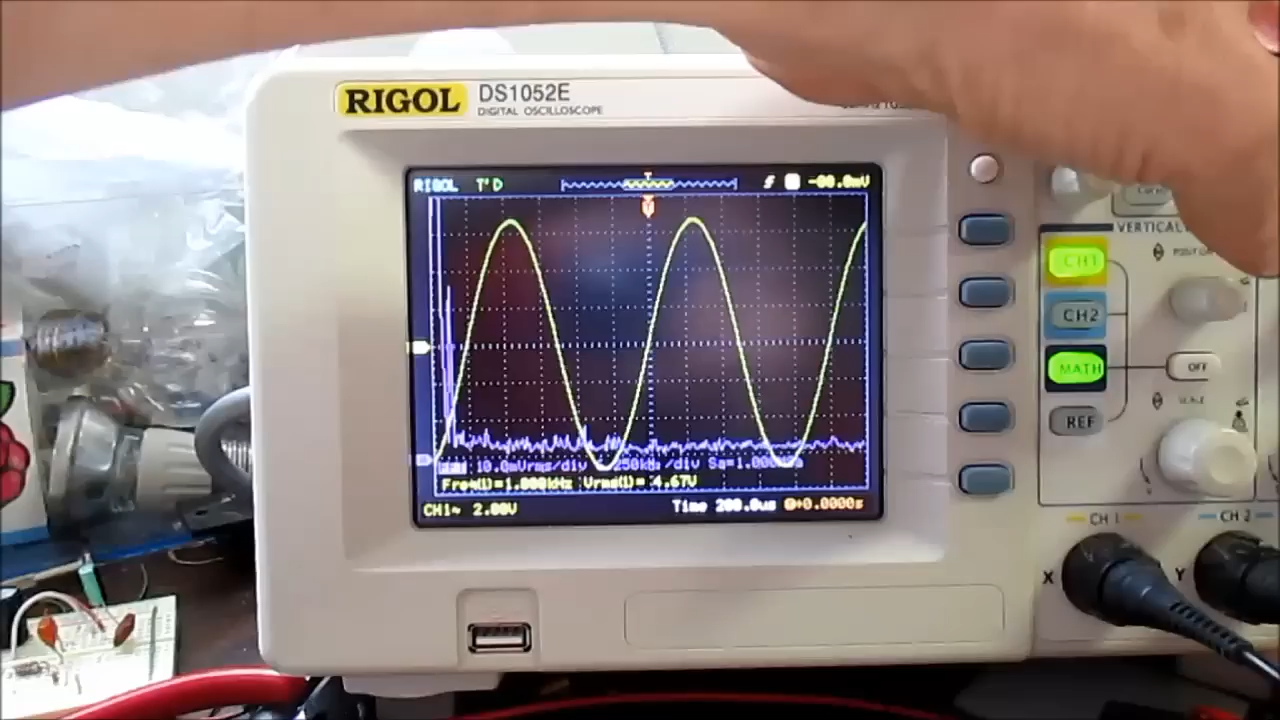 RIGOL DS1052E
DIGITAL OSCILLOSCOPE
RIGOL T'D T -80.0mV
T
10.0mVrms/div 250kHz/div
Freq(1)=1.000kHz Vrms(1)= 4.67V
CH1~ 2.00V Time 200.0us +0.0000s
VERTICAL
CH1
CH2
MATH OFF
REF
SCALE
CH 1 CH 2
X Y